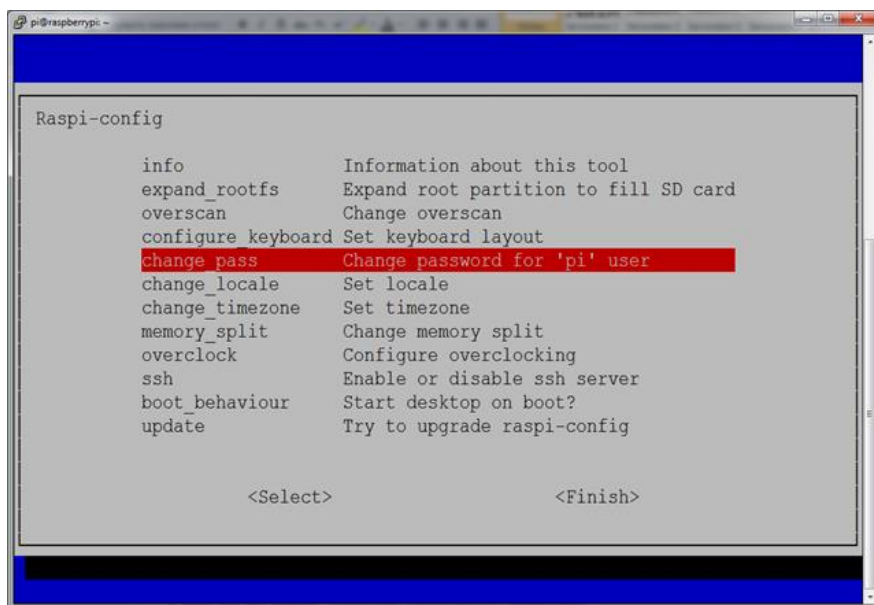 pi@raspberrypi: ~
Raspi-config
info Information about this tool
expand_rootfs Expand root partition to fill SD card
overscan Change overscan
configure_keyboard Set keyboard layout
change_pass Change password for 'pi' user
change_locale Set locale
change_timezone Set timezone
memory_split Change memory split
overclock Configure overclocking
ssh Enable or disable ssh server
boot_behaviour Start desktop on boot?
update Try to upgrade raspi-config
<Select> <Finish>